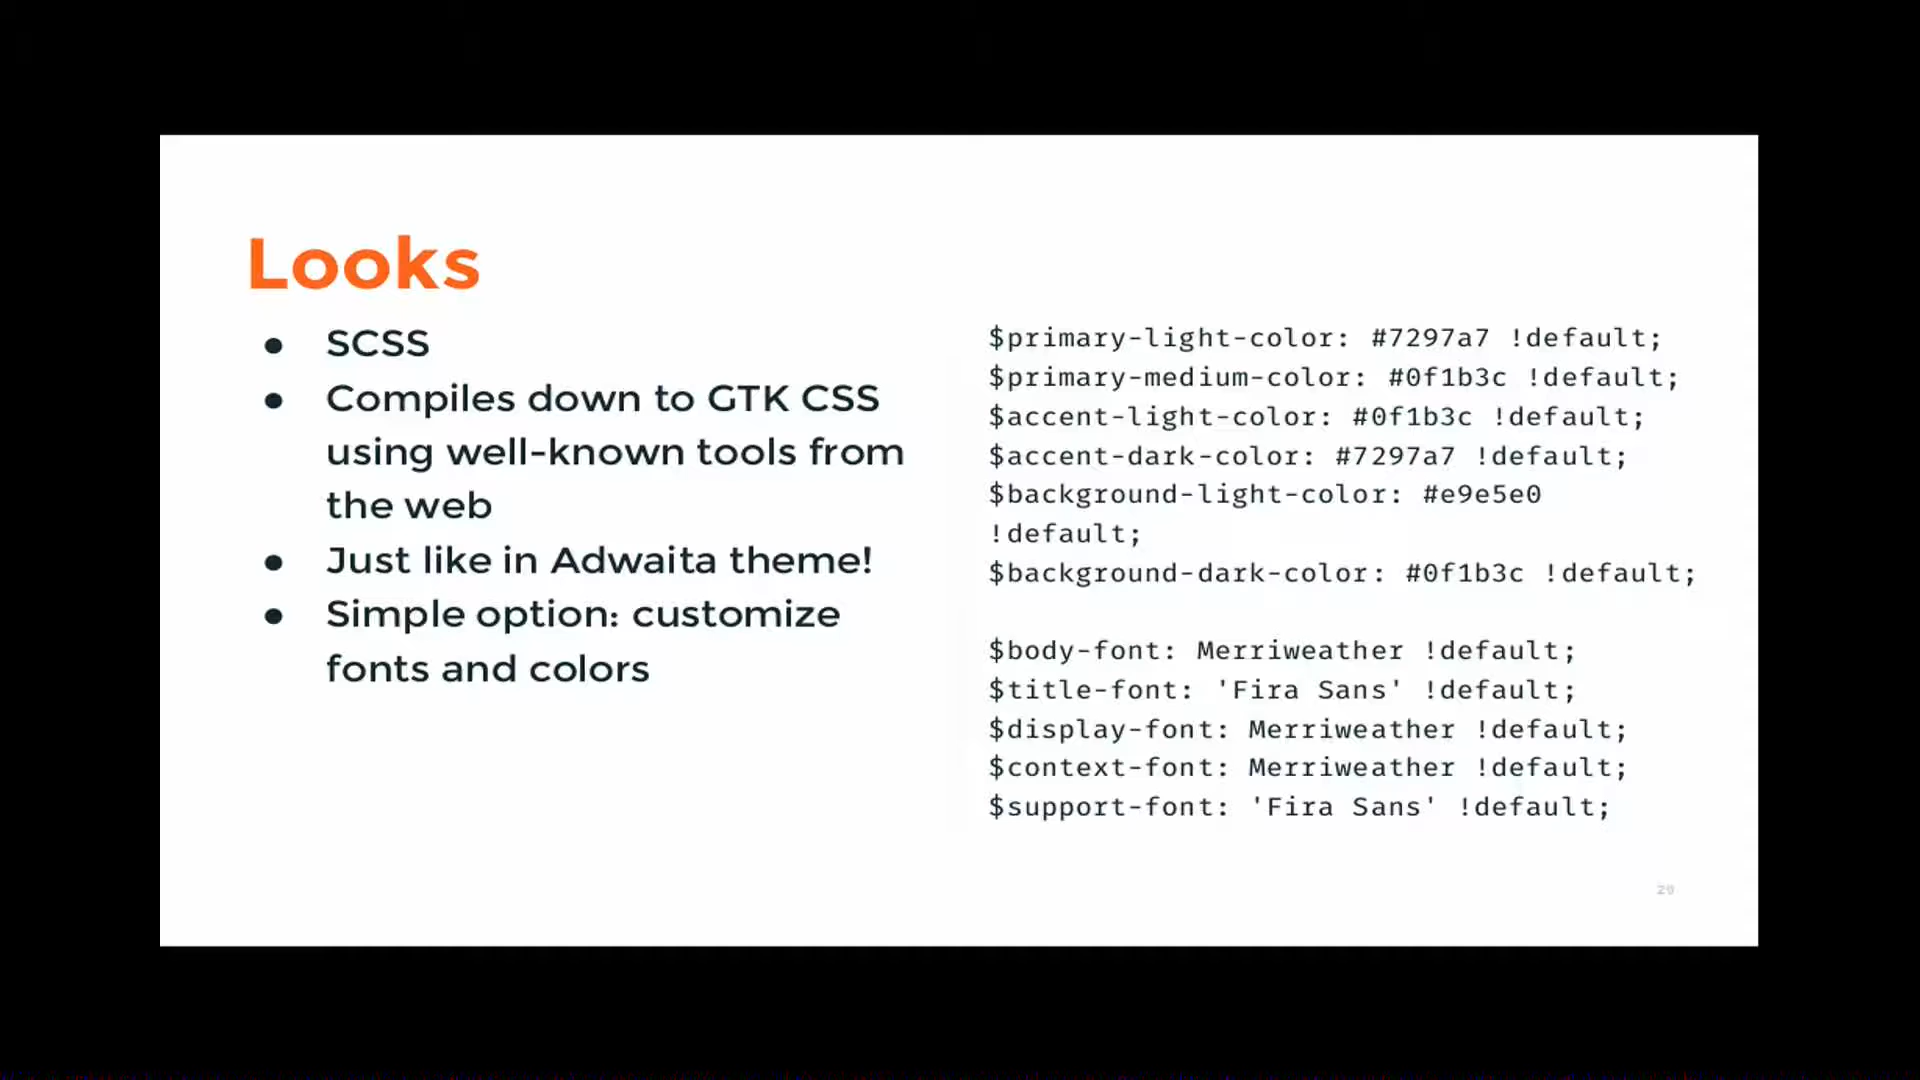 Looks
● SCSS
● Compiles down to GTK CSS
using well-known tools from
the web
● Just like in Adwaita theme!
● Simple option: customize
fonts and colors
$primary-light-color: #7297a7 !default;
$primary-medium-color: #0f1b3c !default;
$accent-light-color: #0f1b3c !default;
$accent-dark-color: #7297a7 !default;
$background-light-color: #e9e5e0
!default;
$background-dark-color: #0f1b3c !default;
$body-font: Merriweather !default;
$title-font: 'Fira Sans' !default;
$display-font: Merriweather !default;
$context-font: Merriweather !default;
$support-font: 'Fira Sans' !default;
20